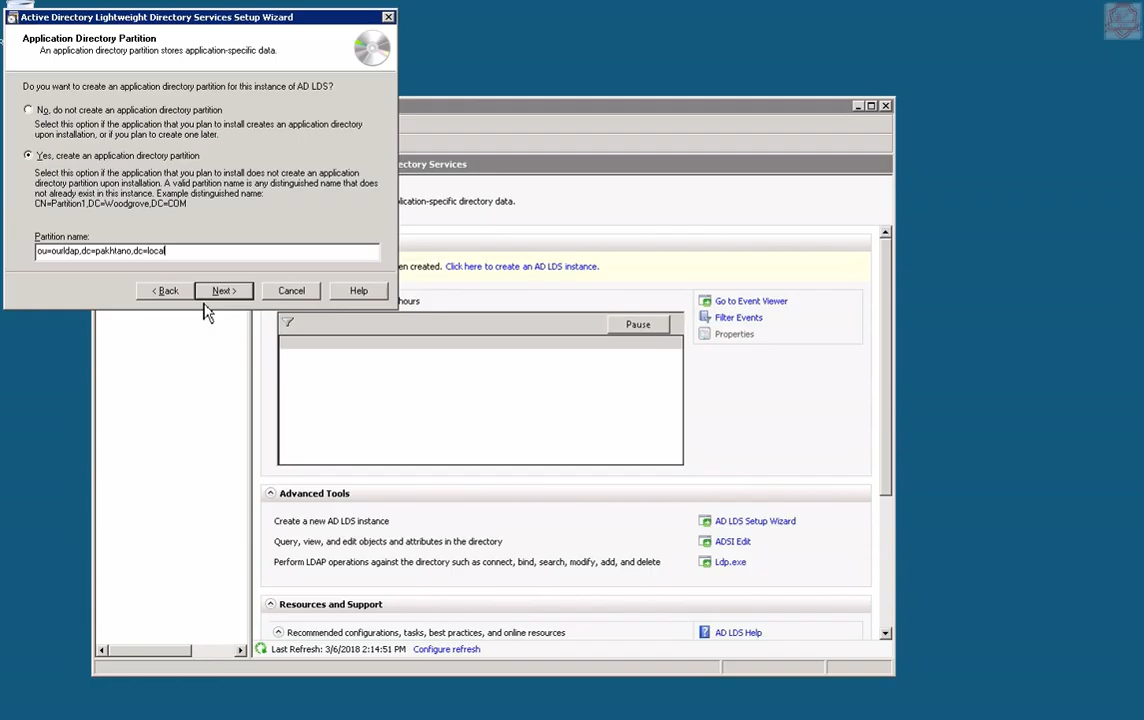 Active Directory Lightweight Directory Services Setup Wizard
Application Directory Partition
An application directory partition stores application-specific data.
Do you want to create an application directory partition for this instance of AD LDS?
No, do not create an application directory partition
Select this option if the application that you plan to install creates an application directory
upon installation, or if you plan to create one later.
Yes, create an application directory partition
Select this option if the application that you plan to install does not create an application
directory partition upon installation. A valid partition name is any distinguished name that does
not already exist in this instance. Example distinguished name:
CN=Partition1,DC=Woodgrove,DC=COM
Partition name:
ou=ourldap,dc=pakhtano,dc=local
< Back
Next >
Cancel
Help
ectory Services
lication-specific directory data.
en created. Click here to create an AD LDS instance.
hours
Pause
Go to Event Viewer
Filter Events
Properties
Advanced Tools
Create a new AD LDS instance
AD LDS Setup Wizard
Query, view, and edit objects and attributes in the directory
ADSI Edit
Perform LDAP operations against the directory such as connect, bind, search, modify, add, and delete
Ldp.exe
Resources and Support
Recommended configurations, tasks, best practices, and online resources
AD LDS Help
Last Refresh: 3/6/2018 2:14:51 PM Configure refresh